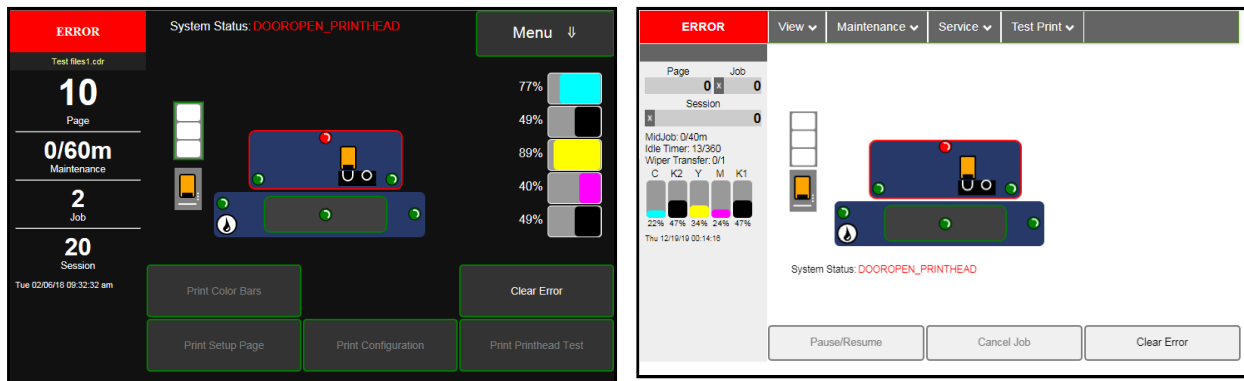 ERROR
System Status: DOOROPEN_PRINTHEAD
Menu ⇓
Test files1.cdr
10
Page
0/60m
Maintenance
2
Job
20
Session
Tue 02/06/18 09:32:32 am
77%
49%
89%
40%
49%
Print Color Bars
Clear Error
Print Setup Page
Print Configuration
Print Printhead Test
ERROR
View
Maintenance
Service
Test Print
Page Job
0 x 0
Session
x 0
MidJob: 0/40m
Idle Timer: 13/360
Wiper Transfer: 0/1
C K2 Y M K1
22% 47% 34% 24% 47%
Thu 12/19/19 00:14:16
System Status: DOOROPEN_PRINTHEAD
Pause/Resume
Cancel Job
Clear Error